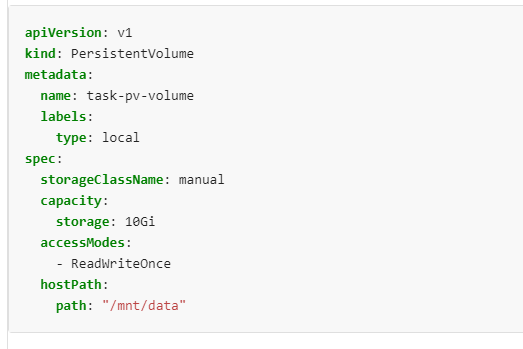 apiVersion: v1
kind: PersistentVolume
metadata:
  name: task-pv-volume
  labels:
    type: local
spec:
  storageClassName: manual
  capacity:
    storage: 10Gi
  accessModes:
    - ReadWriteOnce
  hostPath:
    path: "/mnt/data"